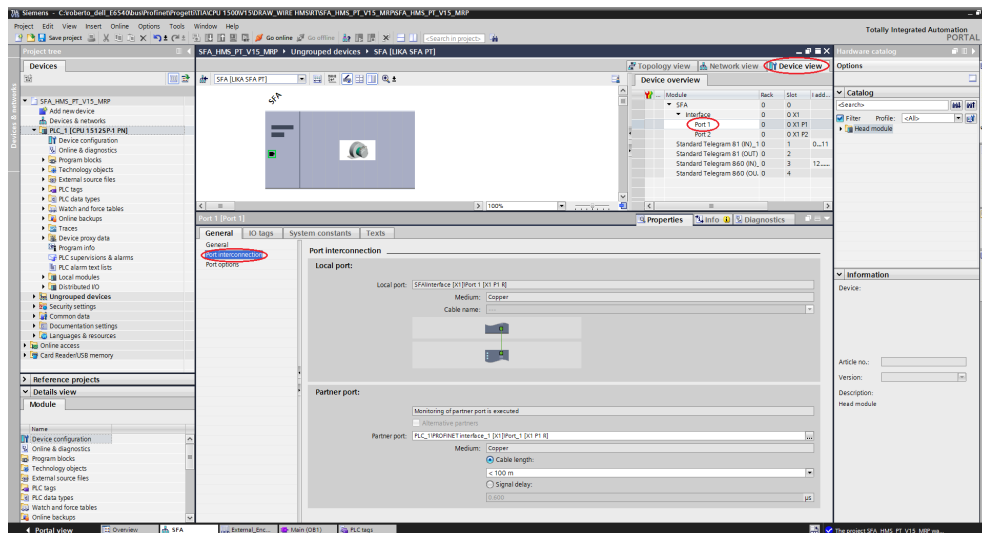 Siemens - C:\roberto_dell_E6540\bus\Profinet\Progetti\TIA\CPU 1500\V15\DRAW_WIRE HMS\RT\SFA_HMS_PT_V15_MRP\SFA_HMS_PT_V15_MRP
Project Edit View Insert Online Options Tools Window Help
Totally Integrated Automation
PORTAL
Save project Go online Go offline <Search in project>
Project tree
SFA_HMS_PT_V15_MRP Ungrouped devices SFA [LIKA SFA PT]
Hardware catalog
Devices
Topology view Network view Device view
Options
SFA [LIKA SFA PT]
Device overview
Devices & networks
SFA_HMS_PT_V15_MRP
Add new device
Devices & networks
PLC_1 [CPU 1512SP-1 PN]
Device configuration
Online & diagnostics
Program blocks
Technology objects
External source files
PLC tags
PLC data types
Watch and force tables
Online backups
Traces
Device proxy data
Program info
PLC supervisions & alarms
PLC alarm text lists
Local modules
Distributed I/O
Ungrouped devices
Security settings
Common data
Documentation settings
Languages & resources
Online access
Card Reader/USB memory
SFA
100%
... Module Rack Slot I add...
SFA 0 0
Interface 0 0 X1
Port 1 0 0 X1 P1
Port 2 0 0 X1 P2
Standard Telegram 81 (IN)_1 0 1 0...11
Standard Telegram 81 (OUT) 0 2
Standard Telegram 860 (IN)_ 0 3 12......
Standard Telegram 860 (OU. 0 4
Catalog
<Search>
Filter Profile: <All>
Head module
Port 1 [Port 1]
Properties Info Diagnostics
General IO tags System constants Texts
General
Port interconnection
Port options
Port interconnection
Local port:
Local port: SFA\Interface [X1]\Port 1 [X1 P1 R]
Medium: Copper
Cable name: ---
Partner port:
Monitoring of partner port is executed
Alternative partners
Partner port: PLC_1\PROFINET interface_1 [X1]\Port_1 [X1 P1 R]
Medium: Copper
Cable length:
< 100 m
Signal delay:
0.600 µs
Information
Device:
Article no.:
Version:
Description:
Head module
Reference projects
Details view
Module
Name
Device configuration
Online & diagnostics
Program blocks
Technology objects
External source files
PLC tags
PLC data types
Watch and force tables
Online backups
Portal view Overview SFA External_Enc... Main (OB1) PLC tags
The project SFA_HMS_PT_V15_MRP wa...